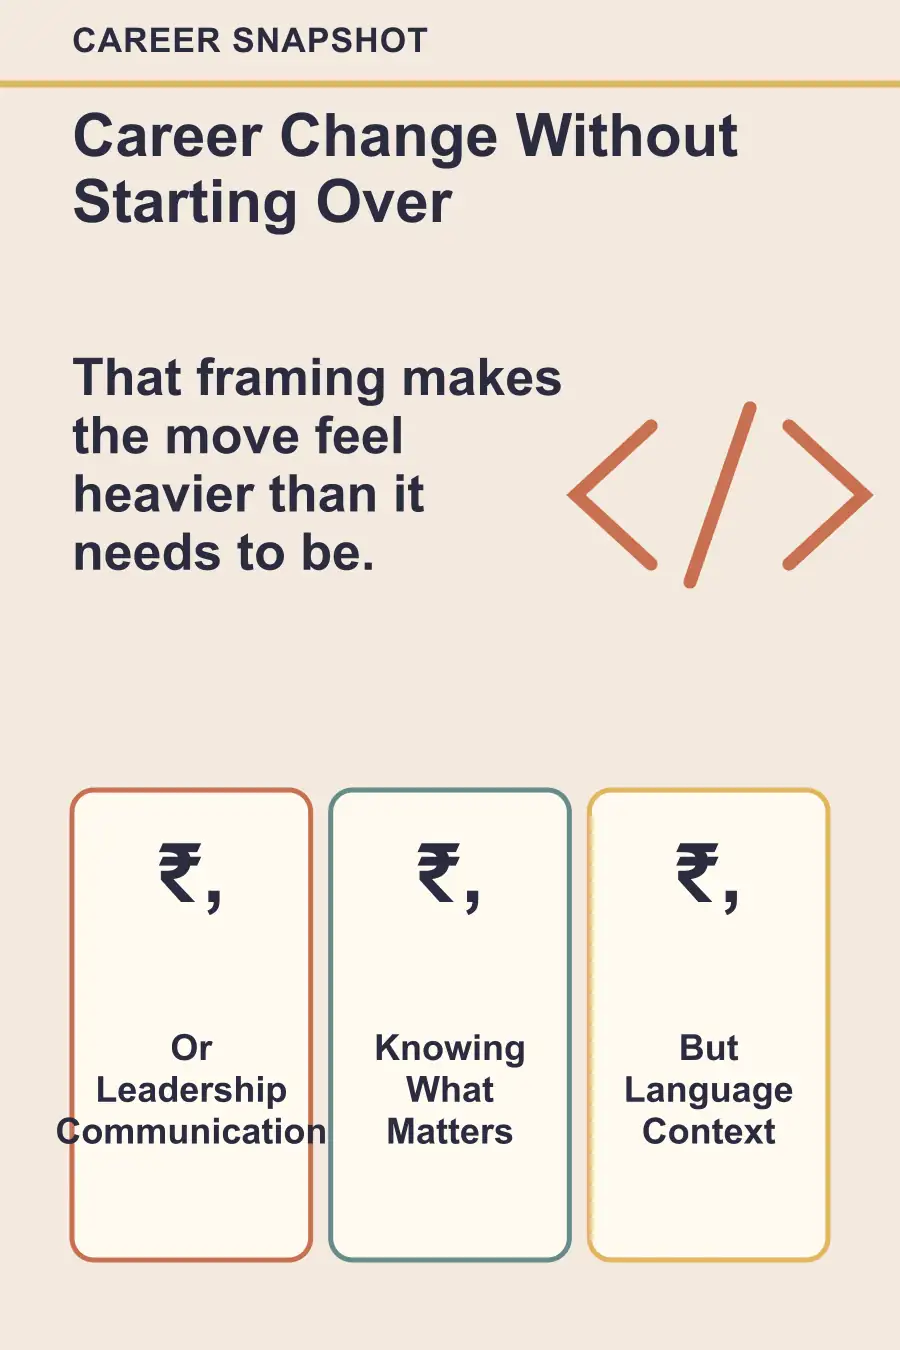 CAREER SNAPSHOT
Career Change Without
Starting Over
That framing makes
the move feel
heavier than it
needs to be.
</>
₹,
Or
Leadership
Communication
₹,
Knowing
What
Matters
₹,
But
Language
Context